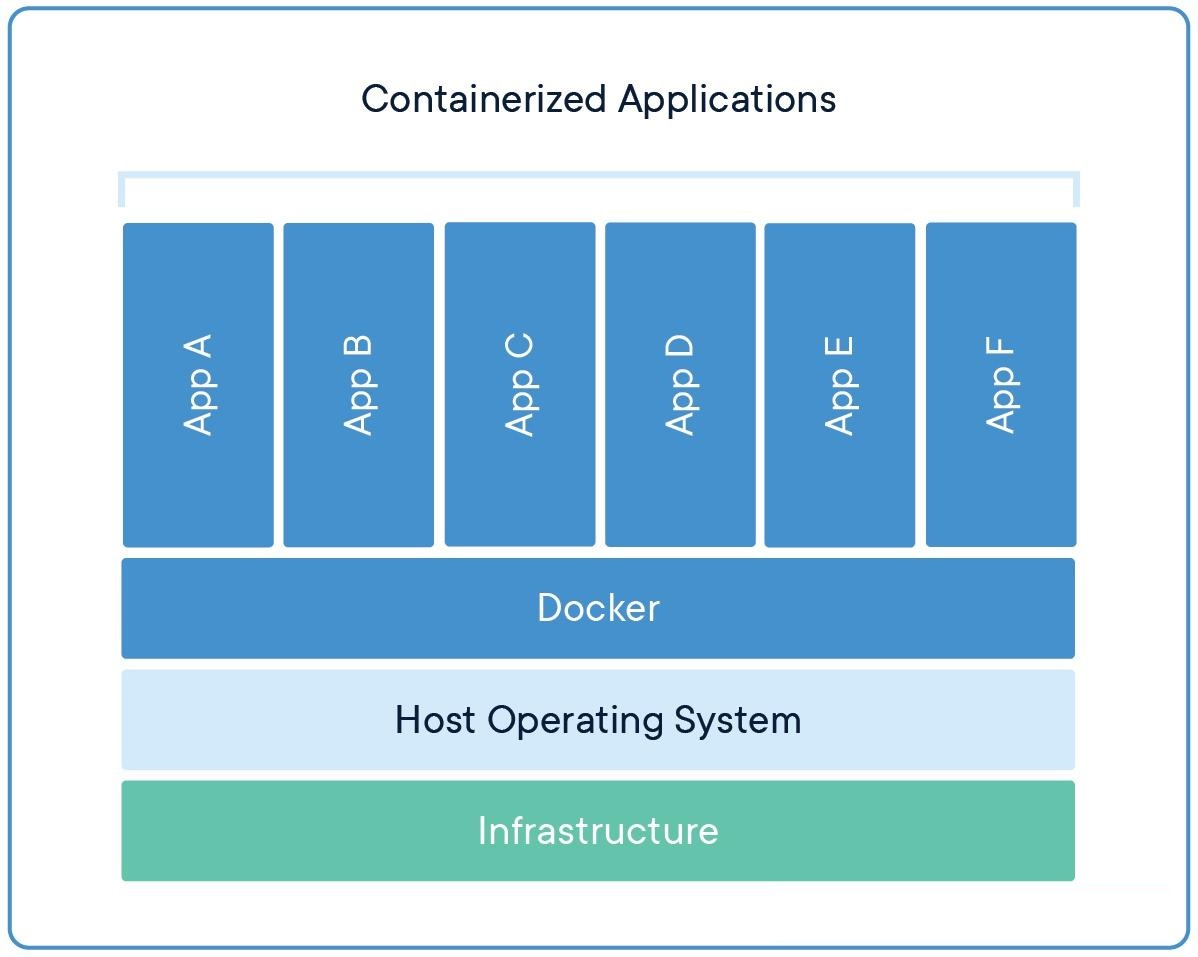 Containerized Applications
App A
App B
App C
App D
App E
App F
Docker
Host Operating System
Infrastructure